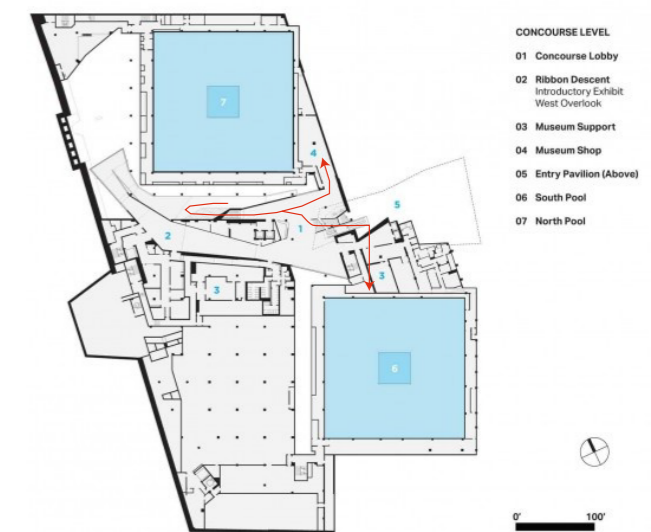 CONCOURSE LEVEL
01 Concourse Lobby
02 Ribbon Descent
Introductory Exhibit
West Overlook
03 Museum Support
04 Museum Shop
05 Entry Pavilion (Above)
06 South Pool
07 North Pool
7
4
5
1
2
3
3
6
0' 100'